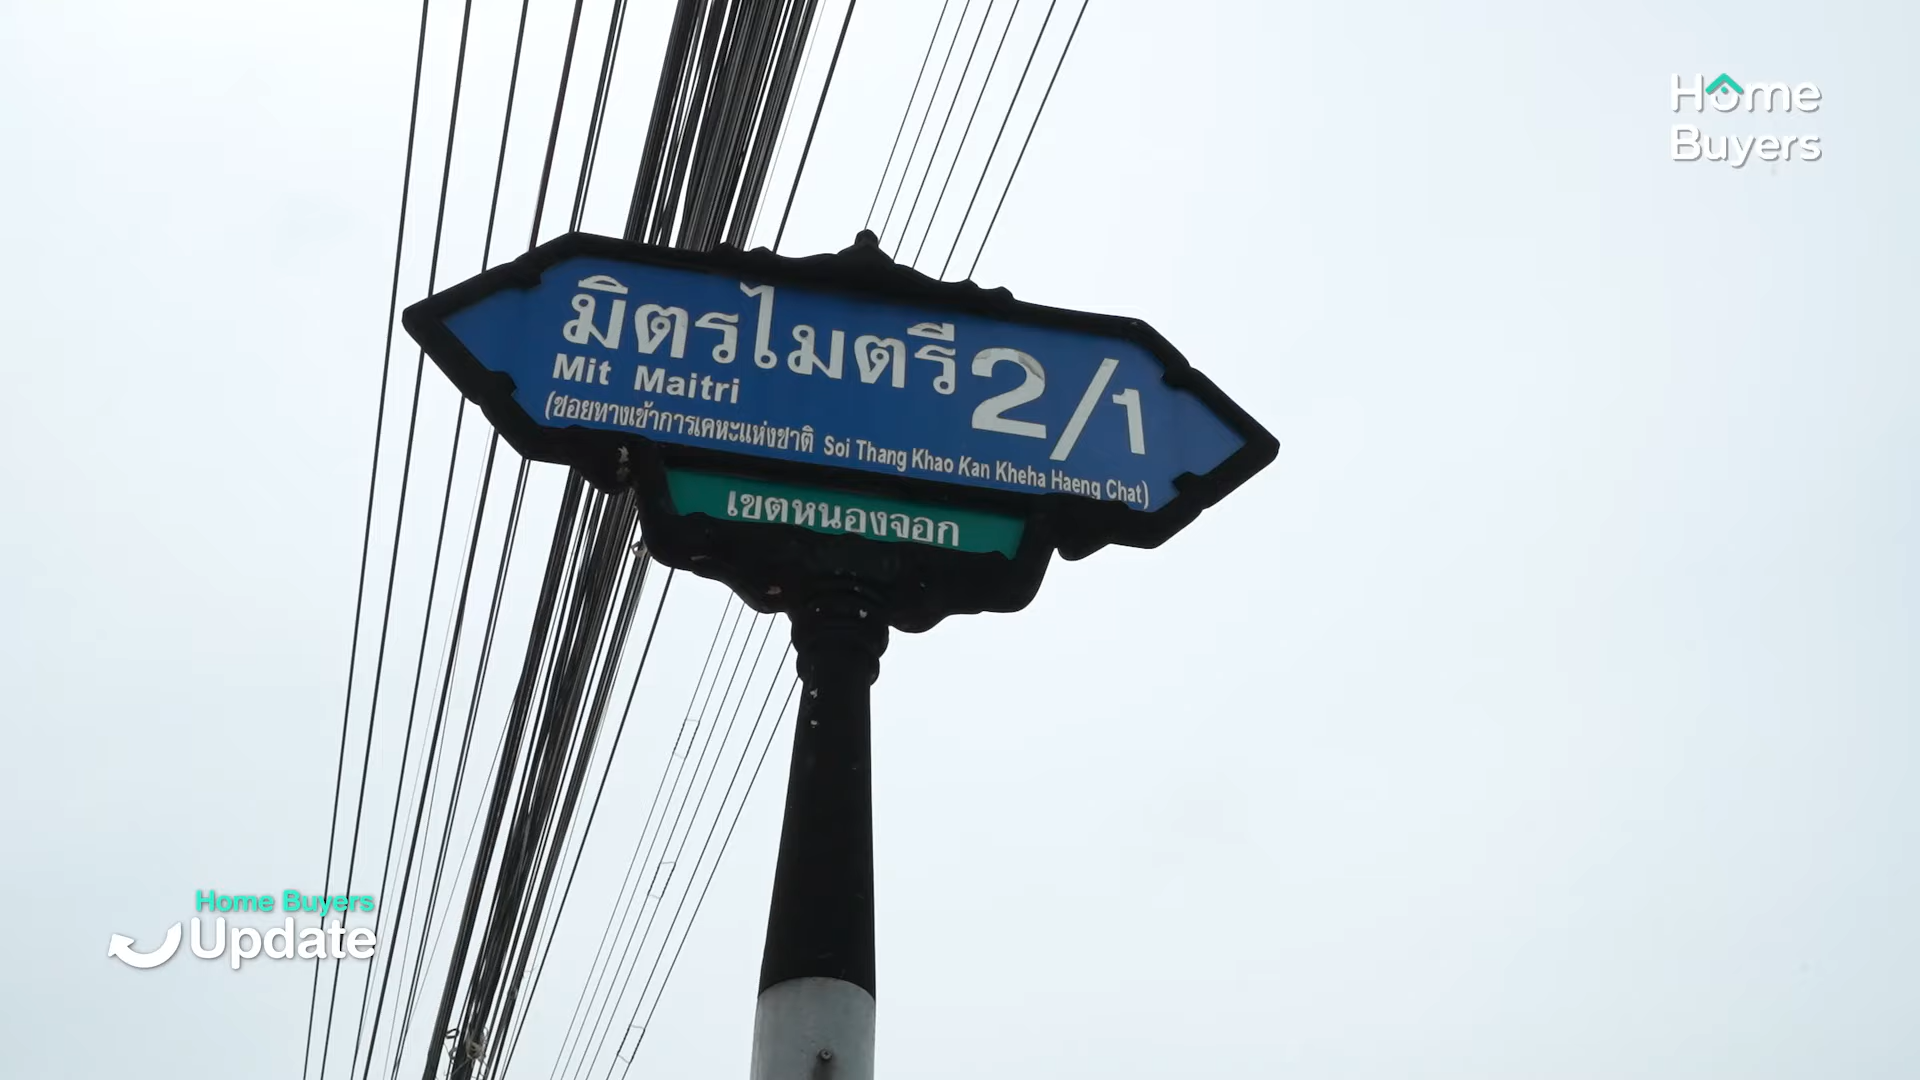 Home
Buyers
มิตรไมตรี 2/1
Mit Maitri
(ซอยทางเข้าการเคหะแห่งชาติ Soi Thang Khao Kan Kheha Haeng Chat)
เขตหนองจอก
Home Buyers
Update